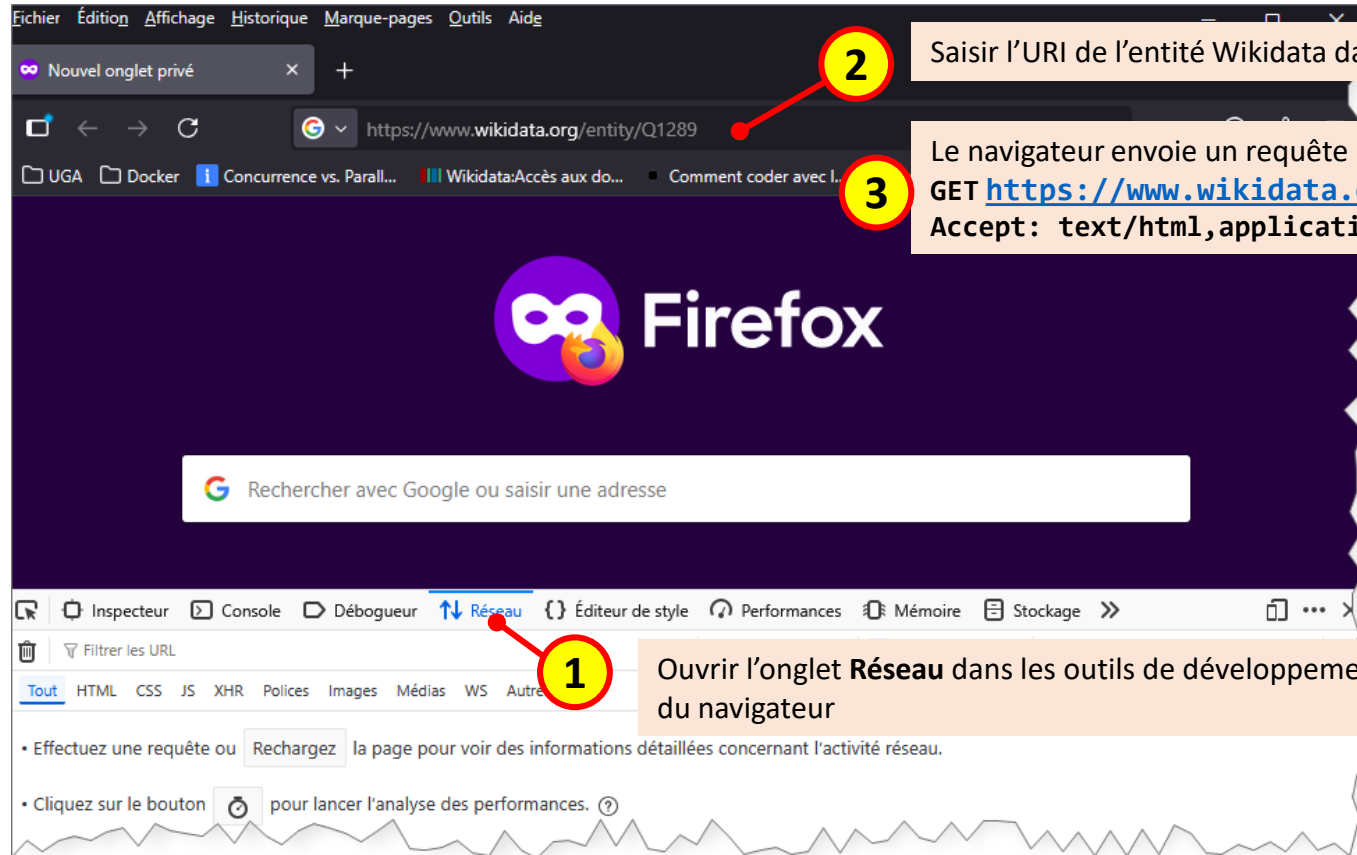 Fichier Édition Affichage Historique Marque-pages Outils Aide
Nouvel onglet privé
2
Saisir l’URI de l’entité Wikidata
https://www.wikidata.org/entity/Q1289
UGA Docker Concurrence vs. Parall... Wikidata:Accès aux do... Comment coder avec l...
3
Le navigateur envoie un requête
GET https://www.wikidata.
Accept: text/html,applicati
Firefox
Rechercher avec Google ou saisir une adresse
Inspecteur Console Débogueur Réseau {} Éditeur de style Performances Mémoire Stockage
Filtrer les URL
1
Ouvrir l’onglet Réseau dans les outils de développeme
du navigateur
Tout HTML CSS JS XHR Polices Images Médias WS Autre
• Effectuez une requête ou Rechargez la page pour voir des informations détaillées concernant l'activité réseau.
• Cliquez sur le bouton pour lancer l'analyse des performances.